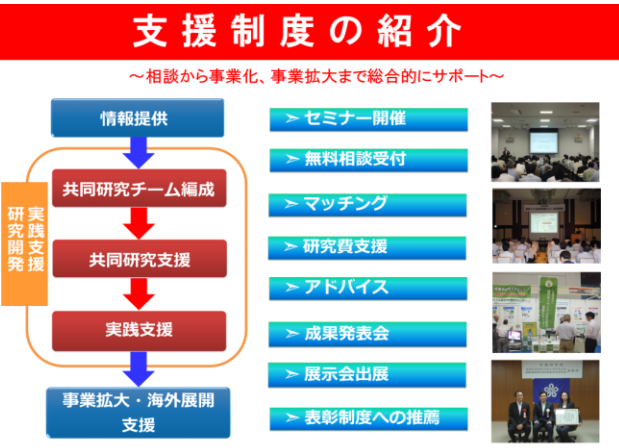 支援制度の紹介
～相談から事業化、事業拡大まで総合的にサポート～
情報提供
実践支援
研究開発
共同研究チーム編成
共同研究支援
実践支援
事業拡大・海外展開
支援
➢ セミナー開催
➢ 無料相談受付
➢ マッチング
➢ 研究費支援
➢ アドバイス
➢ 成果発表会
➢ 展示会出展
➢ 表彰制度への推薦